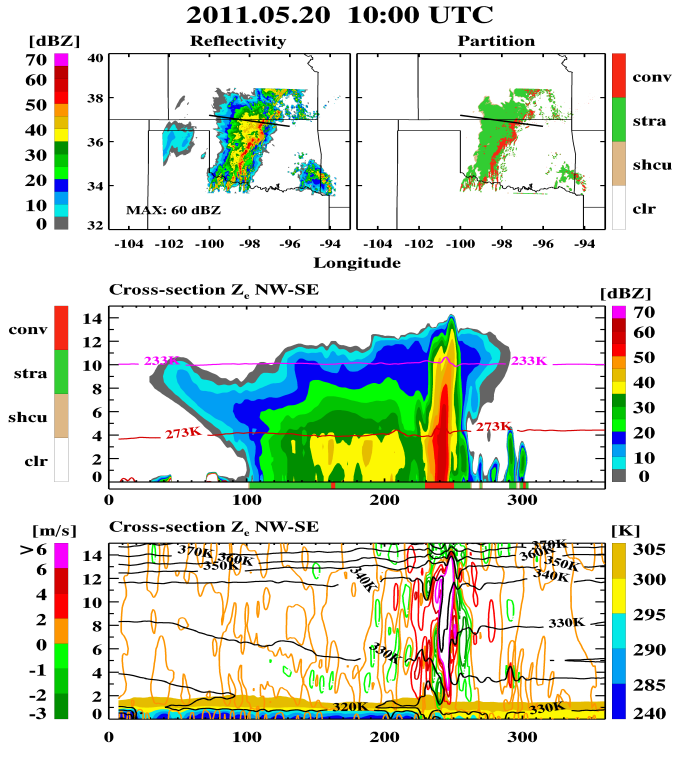 2011.05.20 10:00 UTC
[dBZ] Reflectivity Partition
70
60
50
40
30
20
10
0
40
38
36
34
32
MAX: 60 dBZ
conv
stra
shcu
clr
-104 -102 -100 -98 -96 -94
-104 -102 -100 -98 -96 -94
Longitude
Cross-section Ze NW-SE [dBZ]
conv
stra
shcu
clr
14
12
10
8
6
4
2
0
233K 233K
273K 273K
70
60
50
40
30
20
10
0
0 100 200 300
[m/s] Cross-section Ze NW-SE [K]
> 6
6
4
2
0
-1
-2
-3
14
12
10
8
6
4
2
0
370K 360K 350K 340K 370K 360K 350K 340K
330K 330K
320K 330K
305
300
295
290
285
240
0 100 200 300